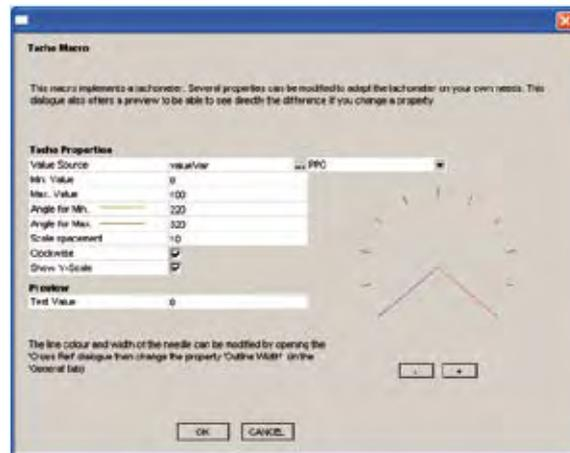 Tacho Macro
This macro implements a tachometer. Several properties can be modified to adapt the tachometer on your own needs. This
dialogue also offers a preview to be able to see directly the difference if you change a property.
Tacho Properties
Value Source valueVar ... PPO
Min. Value 0
Max. Value 100
Angle for Min. 220
Angle for Max. 320
Scale spacement 10
Clockwise
Show V-Scale
Preview
Test Value 0
The line colour and width of the needle can be modified by opening the
'Cross Ref' dialogue then change the property 'Outline Width' (in the
'General tab)
- +
OK CANCEL